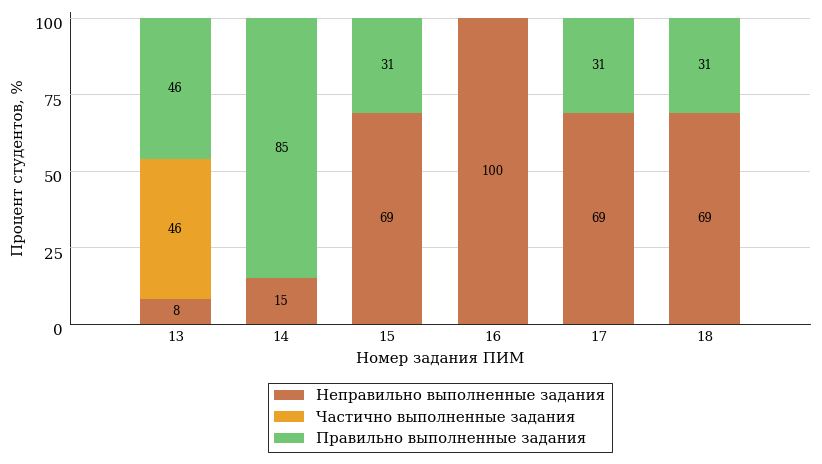 100
75
50
25
0
Процент студентов, %
46
46
8
85
15
31
69
100
31
69
31
69
13 14 15 16 17 18
Номер задания ПИМ
Неправильно выполненные задания
Частично выполненные задания
Правильно выполненные задания